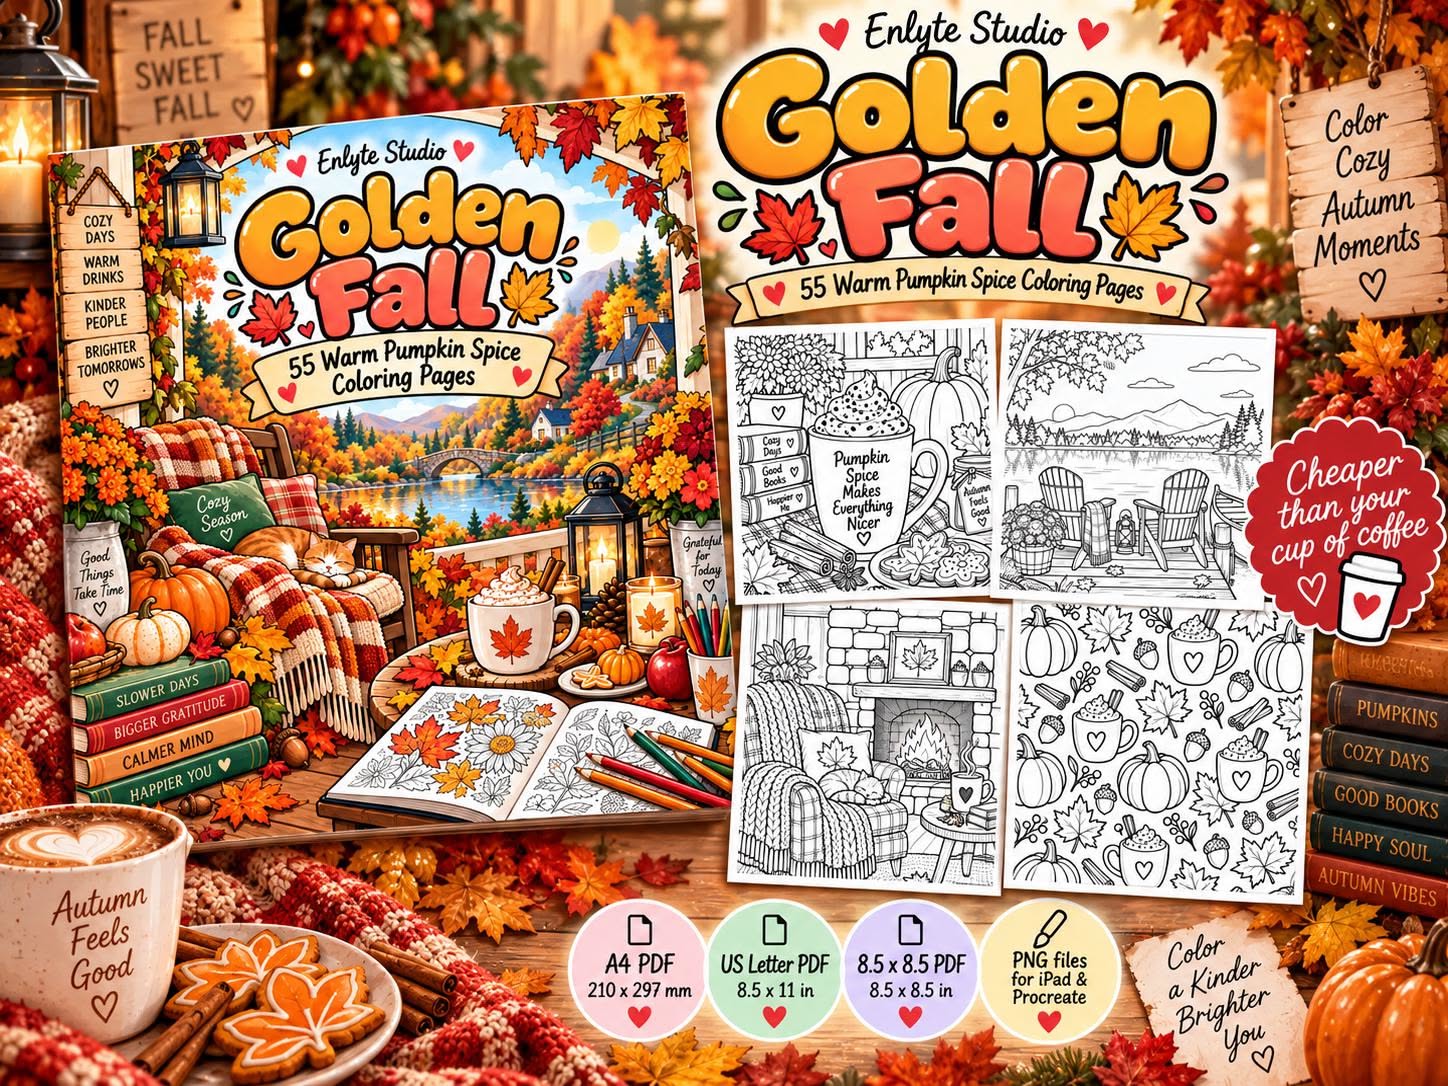 FALL
SWEET
FALL
Enlyte Studio
Golden
Fall
55 Warm Pumpkin Spice
Coloring Pages
COZY
DAYS
WARM
DRINKS
KINDER
PEOPLE
BRIGHTER
TOMORROWS
Cozy
Season
Good
Things
Take Time
Grateful
for
Today
SLOWER DAYS
BIGGER GRATITUDE
CALMER MIND
HAPPIER YOU
Autumn
Feels
Good
Enlyte Studio
Golden
Fall
55 Warm Pumpkin Spice Coloring Pages
Color
Cozy
Autumn
Moments
Cozy
Days
Good
Books
Happier
Me
Pumpkin
Spice
Makes
Everything
Nicer
Autumn
Feels
Good
Cheaper
than your
cup of coffee
PUMPKINS
COZY DAYS
GOOD BOOKS
HAPPY SOUL
AUTUMN VIBES
A4 PDF
210 x 297 mm
US Letter PDF
8.5 x 11 in
8.5 x 8.5 PDF
8.5 x 8.5 in
PNG files
for iPad &
Procreate
Color
a Kinder
Brighter
You